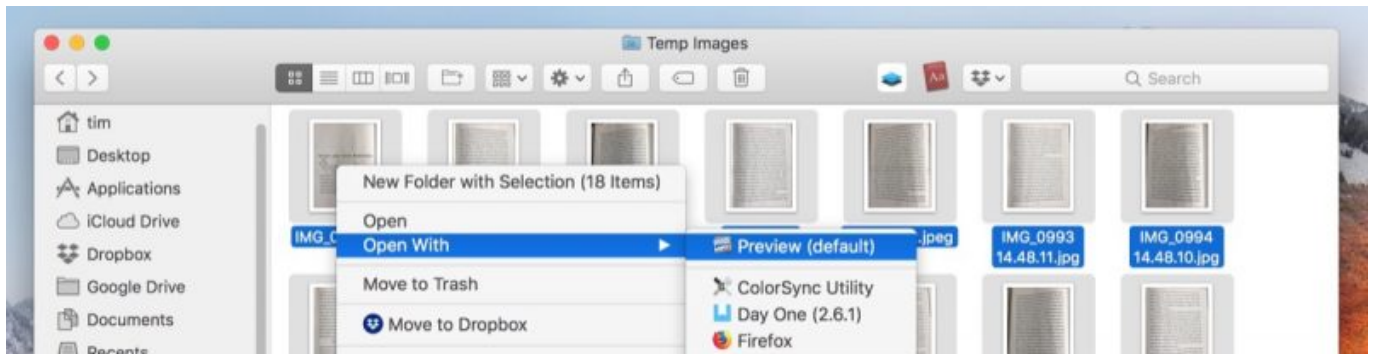 Temp Images
Search
tim
Desktop
Applications
iCloud Drive
Dropbox
Google Drive
Documents
Recents
New Folder with Selection (18 Items)
Open
Open With
Move to Trash
Move to Dropbox
Preview (default)
ColorSync Utility
Day One (2.6.1)
Firefox
.jpeg
IMG_0993
14.48.11.jpg
IMG_0994
14.48.10.jpg